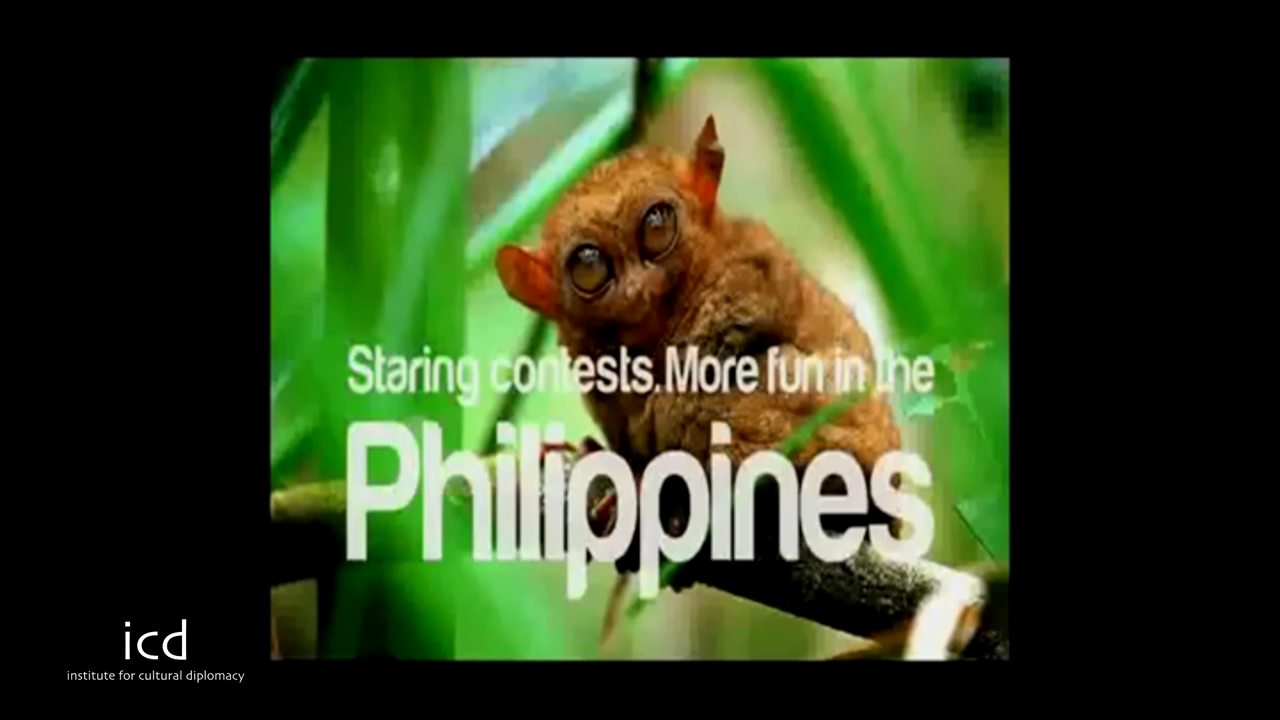 Staring contests. More fun in the
Philippines
icd
institute for cultural diplomacy